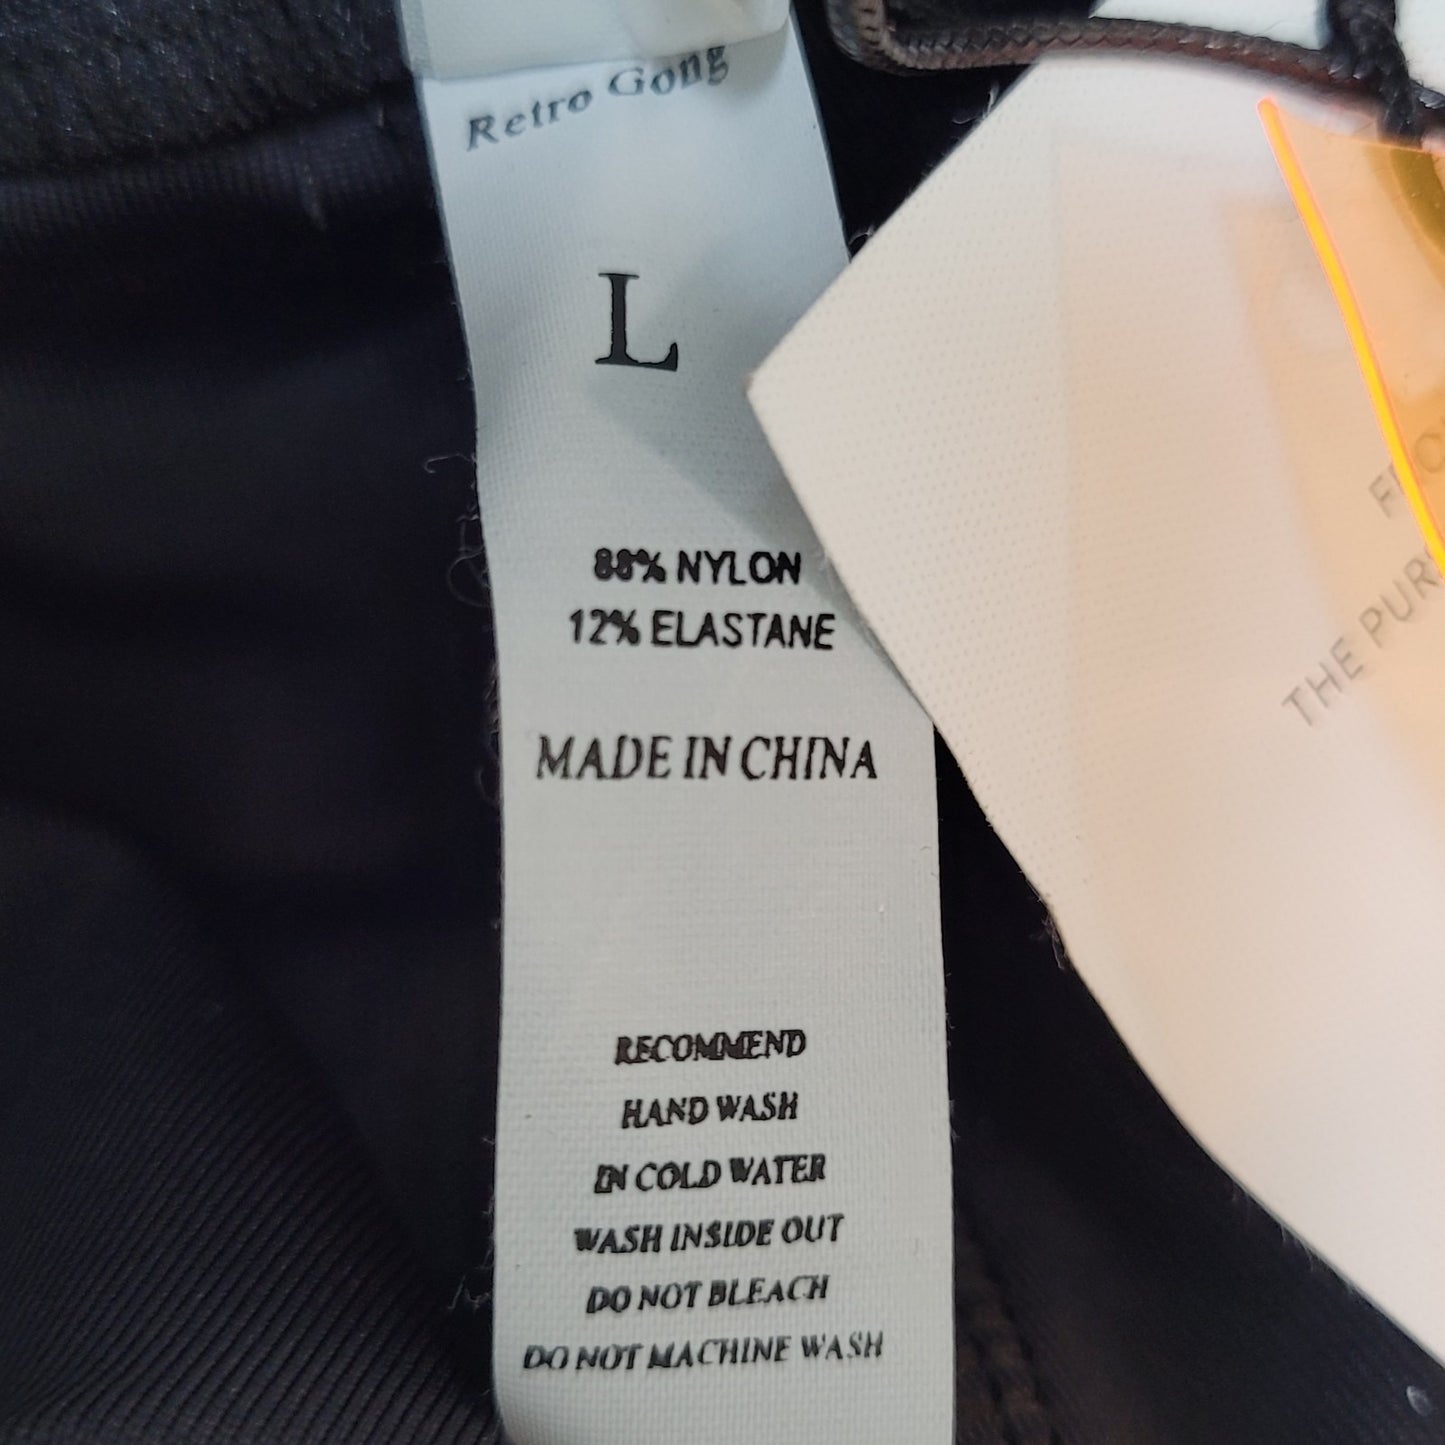 Retro Gong
L
88% NYLON
12% ELASTANE
MADE IN CHINA
RECOMMEND
HAND WASH
IN COLD WATER
WASH INSIDE OUT
DO NOT BLEACH
DO NOT MACHINE WASH
THE